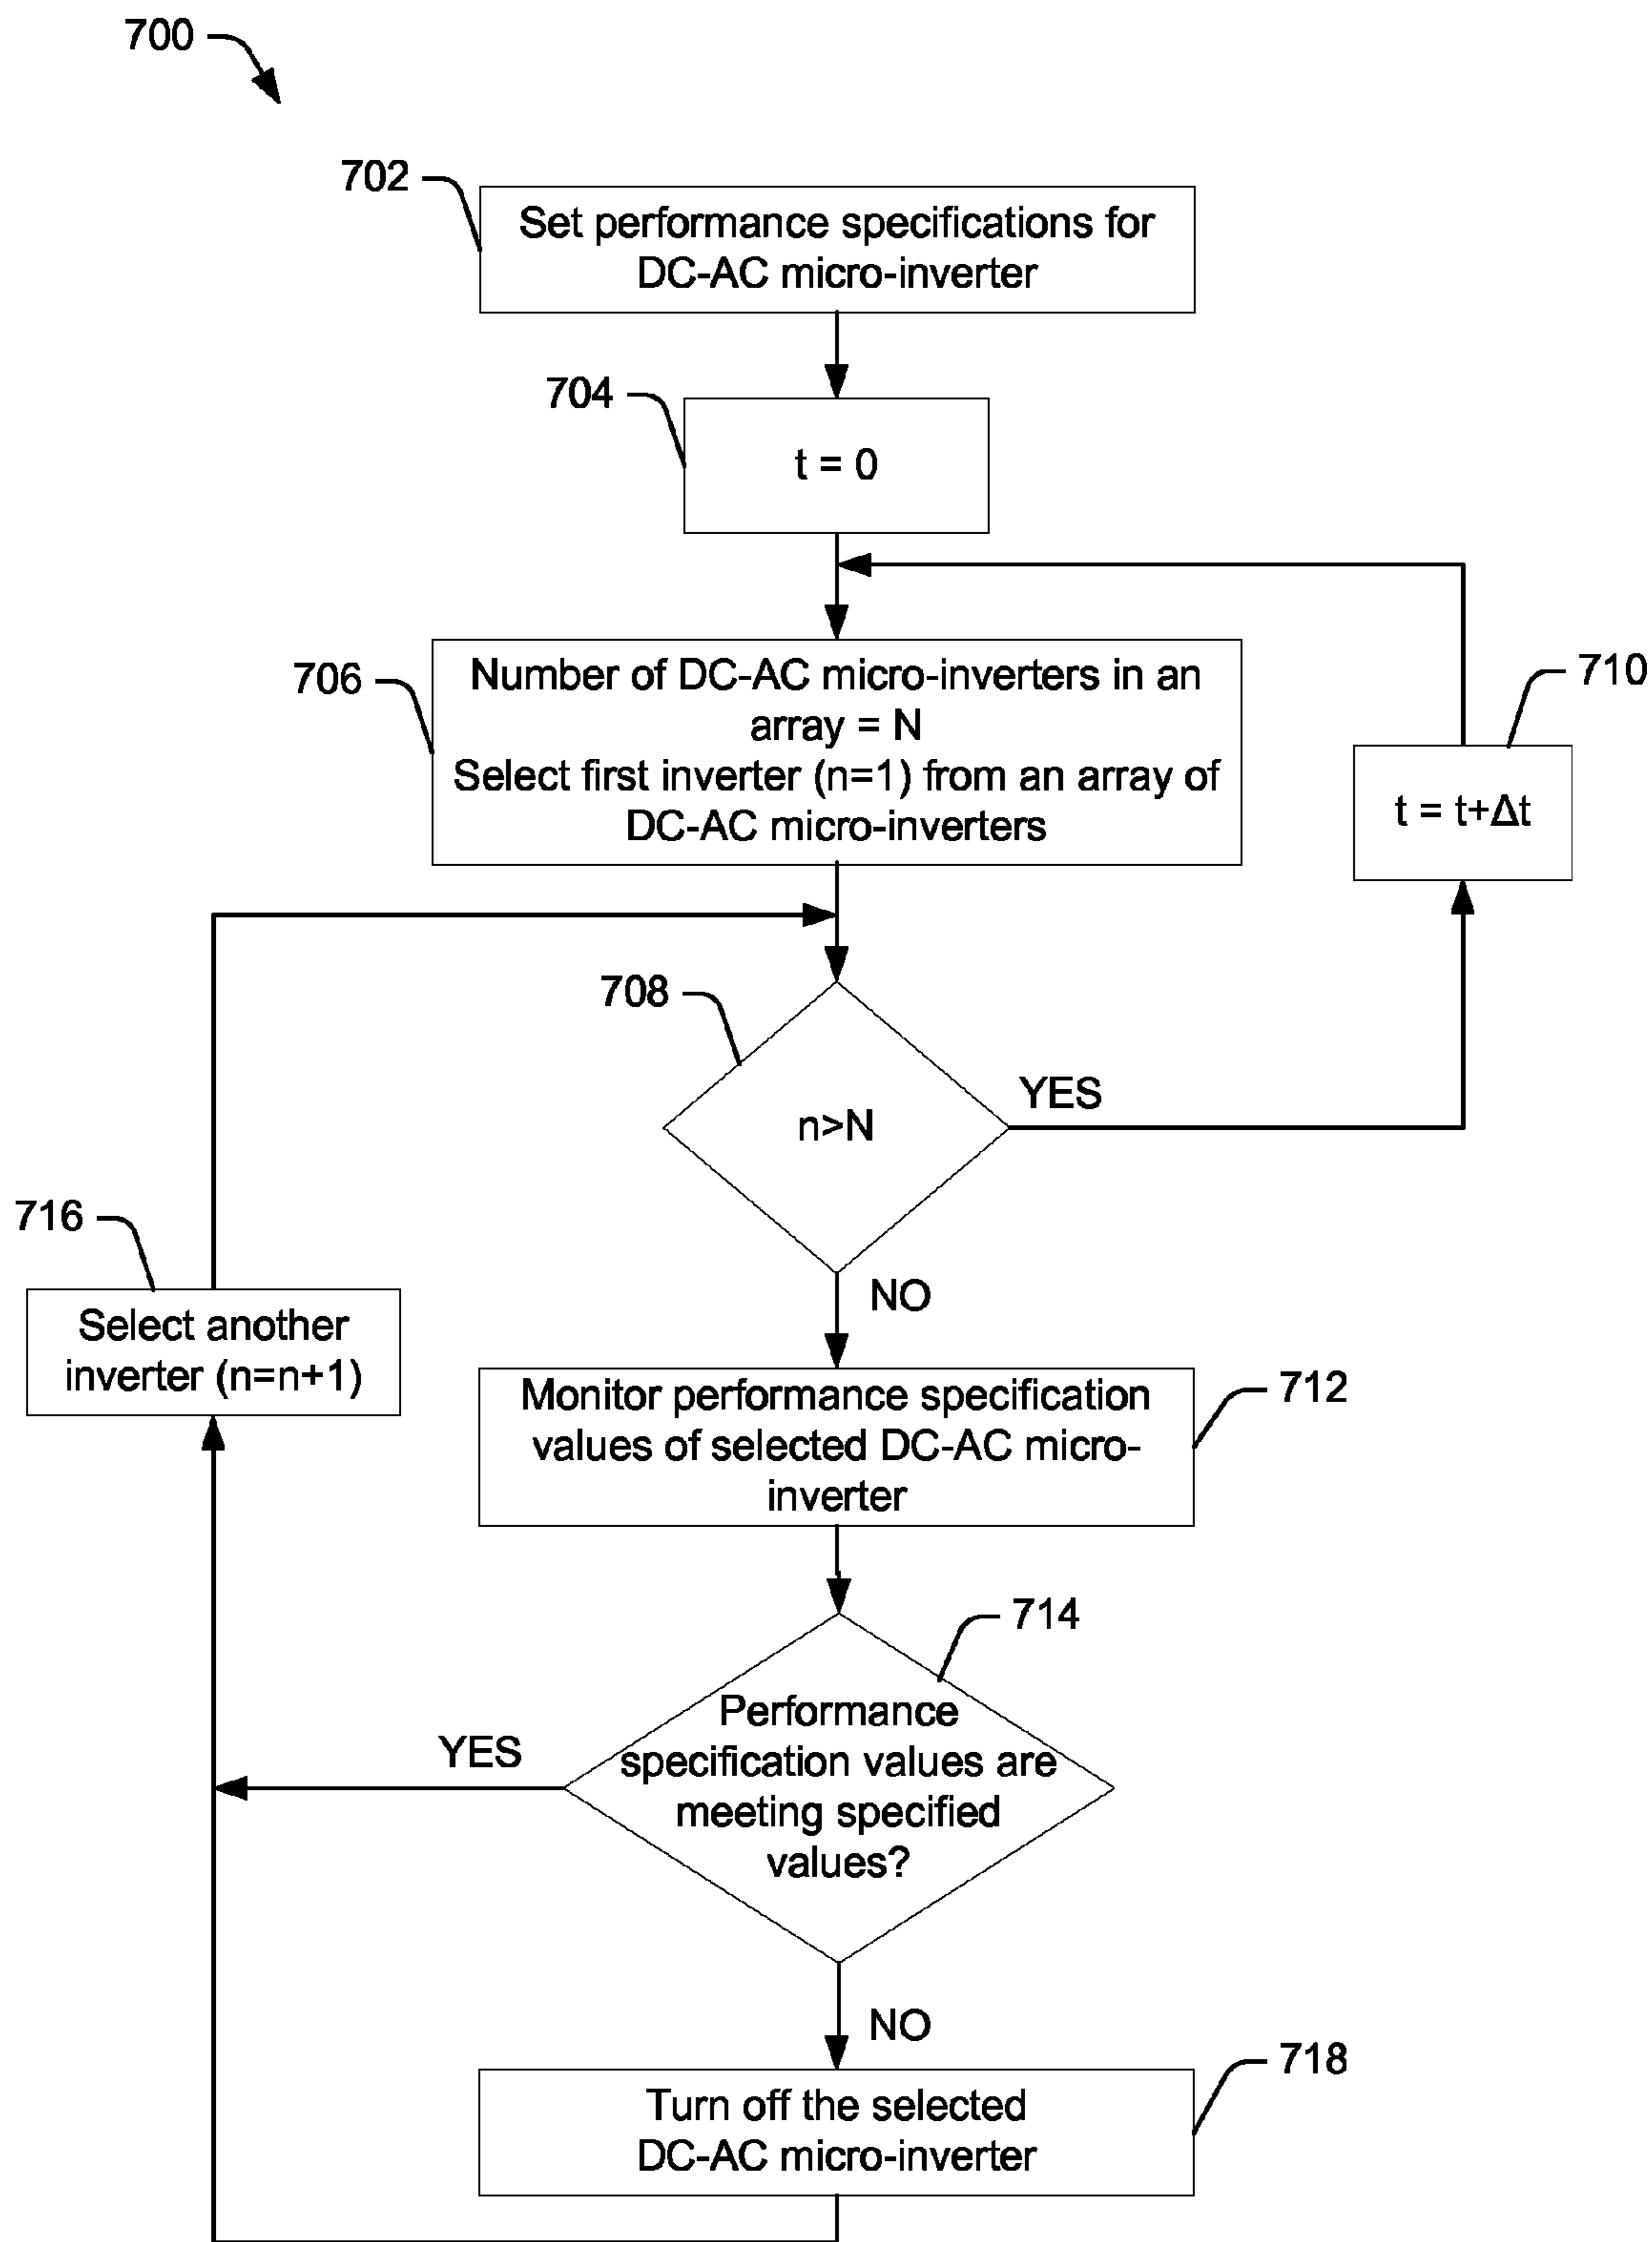 700
702
Set performance specifications for
DC-AC micro-inverter
704
t = 0
706
Number of DC-AC micro-inverters in an
array = N
Select first inverter (n=1) from an array of
DC-AC micro-inverters
710
t = t+Δt
708
n>N
YES
NO
716
Select another
inverter (n=n+1)
712
Monitor performance specification
values of selected DC-AC micro-
inverter
714
Performance
specification values are
meeting specified
values?
YES
NO
718
Turn off the selected
DC-AC micro-inverter